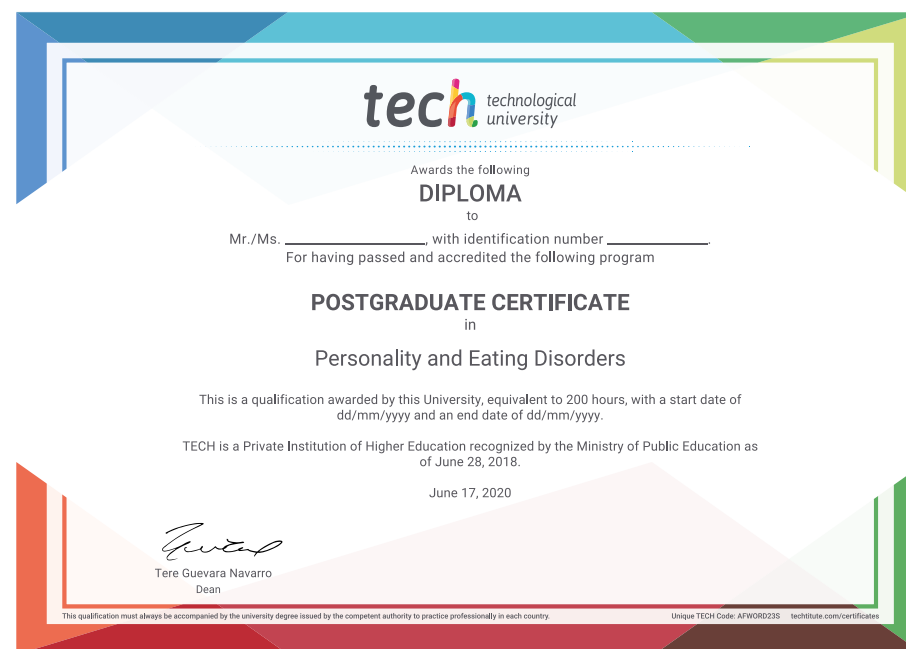 tech technological
university
Awards the following
DIPLOMA
to
Mr./Ms. ____________________, with identification number ______________.
For having passed and accredited the following program
POSTGRADUATE CERTIFICATE
in
Personality and Eating Disorders
This is a qualification awarded by this University, equivalent to 200 hours, with a start date of
dd/mm/yyyy and an end date of dd/mm/yyyy.
TECH is a Private Institution of Higher Education recognized by the Ministry of Public Education as
of June 28, 2018.
June 17, 2020
Tere Guevara Navarro
Dean
This qualification must always be accompanied by the university degree issued by the competent authority to practice professionally in each country. Unique TECH Code: AFWORD23S techtitute.com/certificates